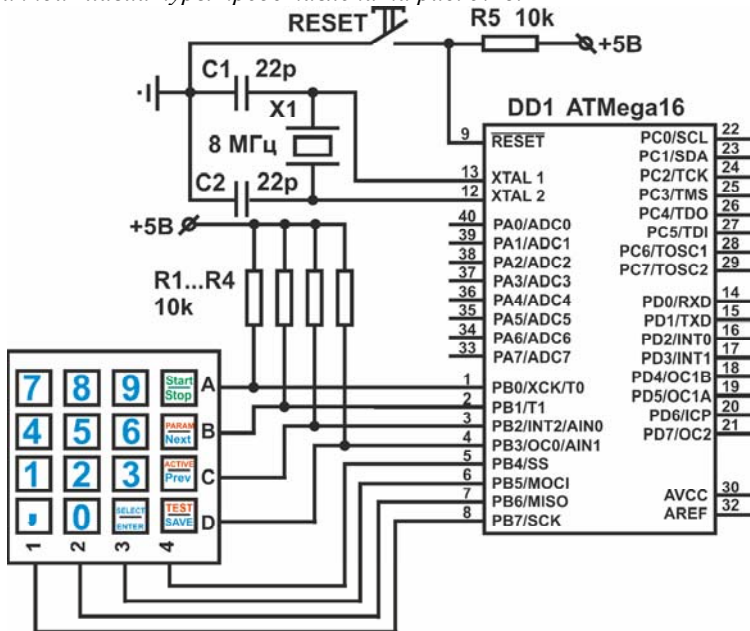 RESET
R5 10k
+5В
C1 22p
X1
8 МГц
C2 22p
+5В
R1...R4
10k
DD1 ATMega16
9 RESET
13 XTAL 1
12 XTAL 2
40 PA0/ADC0
39 PA1/ADC1
38 PA2/ADC2
37 PA3/ADC3
36 PA4/ADC4
35 PA5/ADC5
34 PA6/ADC6
33 PA7/ADC7
1 PB0/XCK/T0
2 PB1/T1
3 PB2/INT2/AIN0
4 PB3/OC0/AIN1
5 PB4/SS
6 PB5/MOCI
7 PB6/MISO
8 PB7/SCK
PC0/SCL 22
PC1/SDA 23
PC2/TCK 24
PC3/TMS 25
PC4/TDO 26
PC5/TDI 27
PC6/TOSC1 28
PC7/TOSC2 29
PD0/RXD 14
PD1/TXD 15
PD2/INT0 16
PD3/INT1 17
PD4/OC1B 18
PD5/OC1A 19
PD6/ICP 20
PD7/OC2 21
AVCC 30
AREF 32
7 8 9 Start Stop A
4 5 6 PARAM Next B
1 2 3 ACTIVE Prev C
, 0 SELECT ENTER TEST SAVE D
1 2 3 4